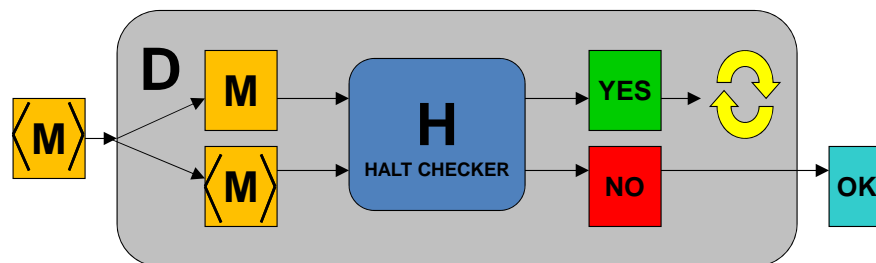 D
M
⟨M⟩
⟨M⟩
H
HALT CHECKER
YES
NO
OK